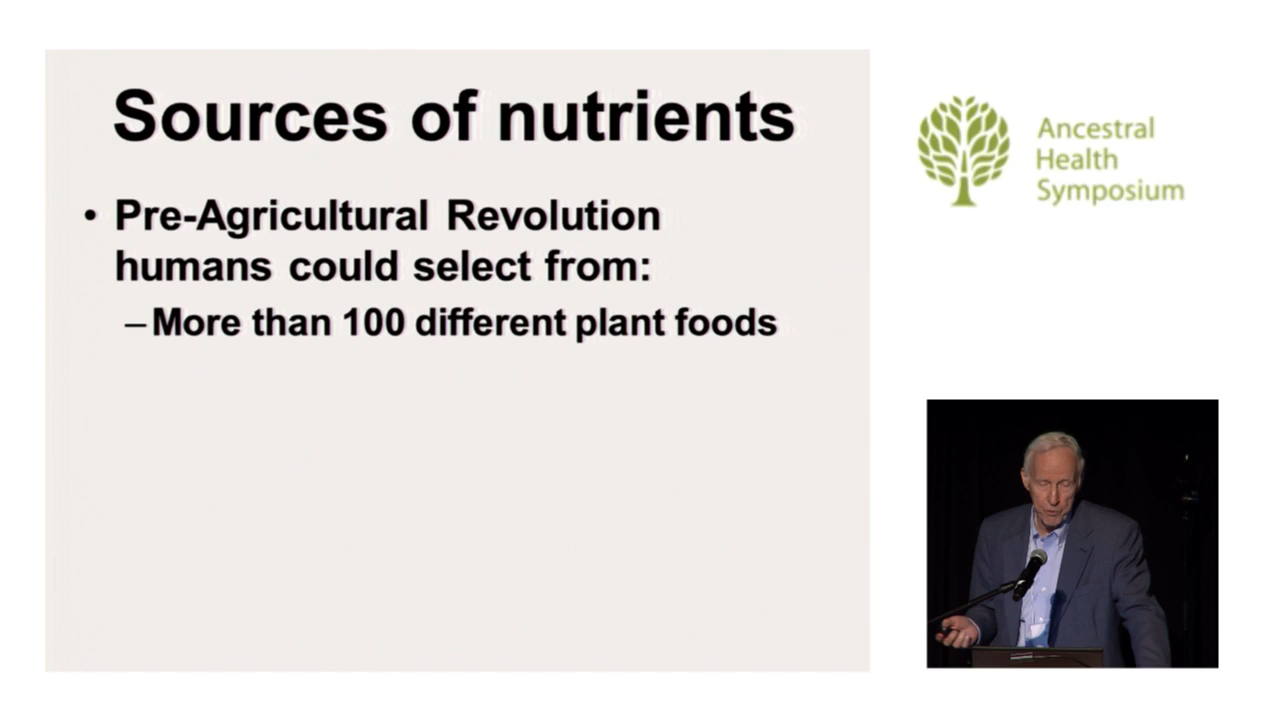 Sources of nutrients
• Pre-Agricultural Revolution
humans could select from:
– More than 100 different plant foods
Ancestral
Health
Symposium